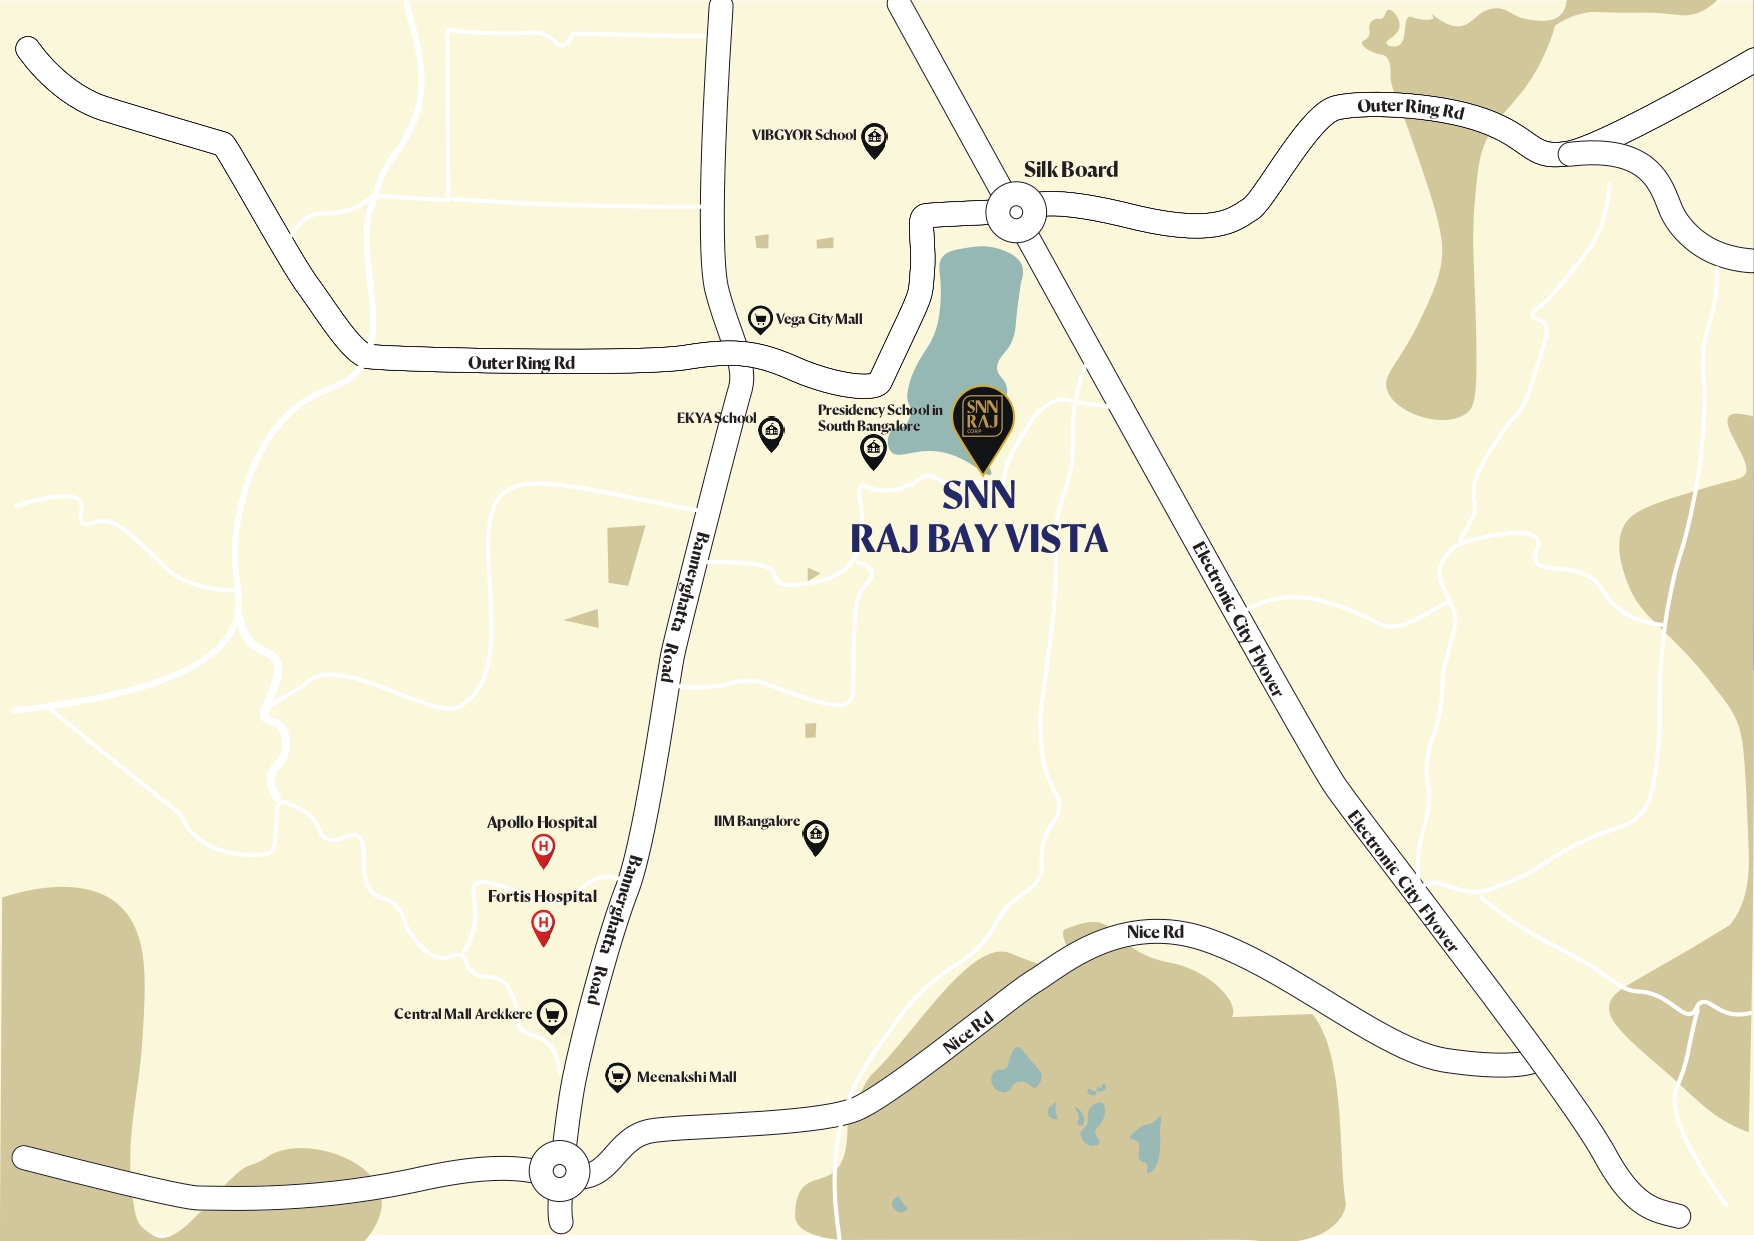 Outer Ring Rd
VIBGYOR School
Silk Board
Vega City Mall
Outer Ring Rd
EKYA School
Presidency School in
South Bangalore
SNN
RAJ
CORP
SNN
RAJ BAY VISTA
Bannerghatta Road
Electronic City Flyover
Apollo Hospital
H
IIM Bangalore
Electronic City Flyover
Fortis Hospital
H
Bannerghatta Road
Nice Rd
Central Mall Arekkere
Nice Rd
Meenakshi Mall